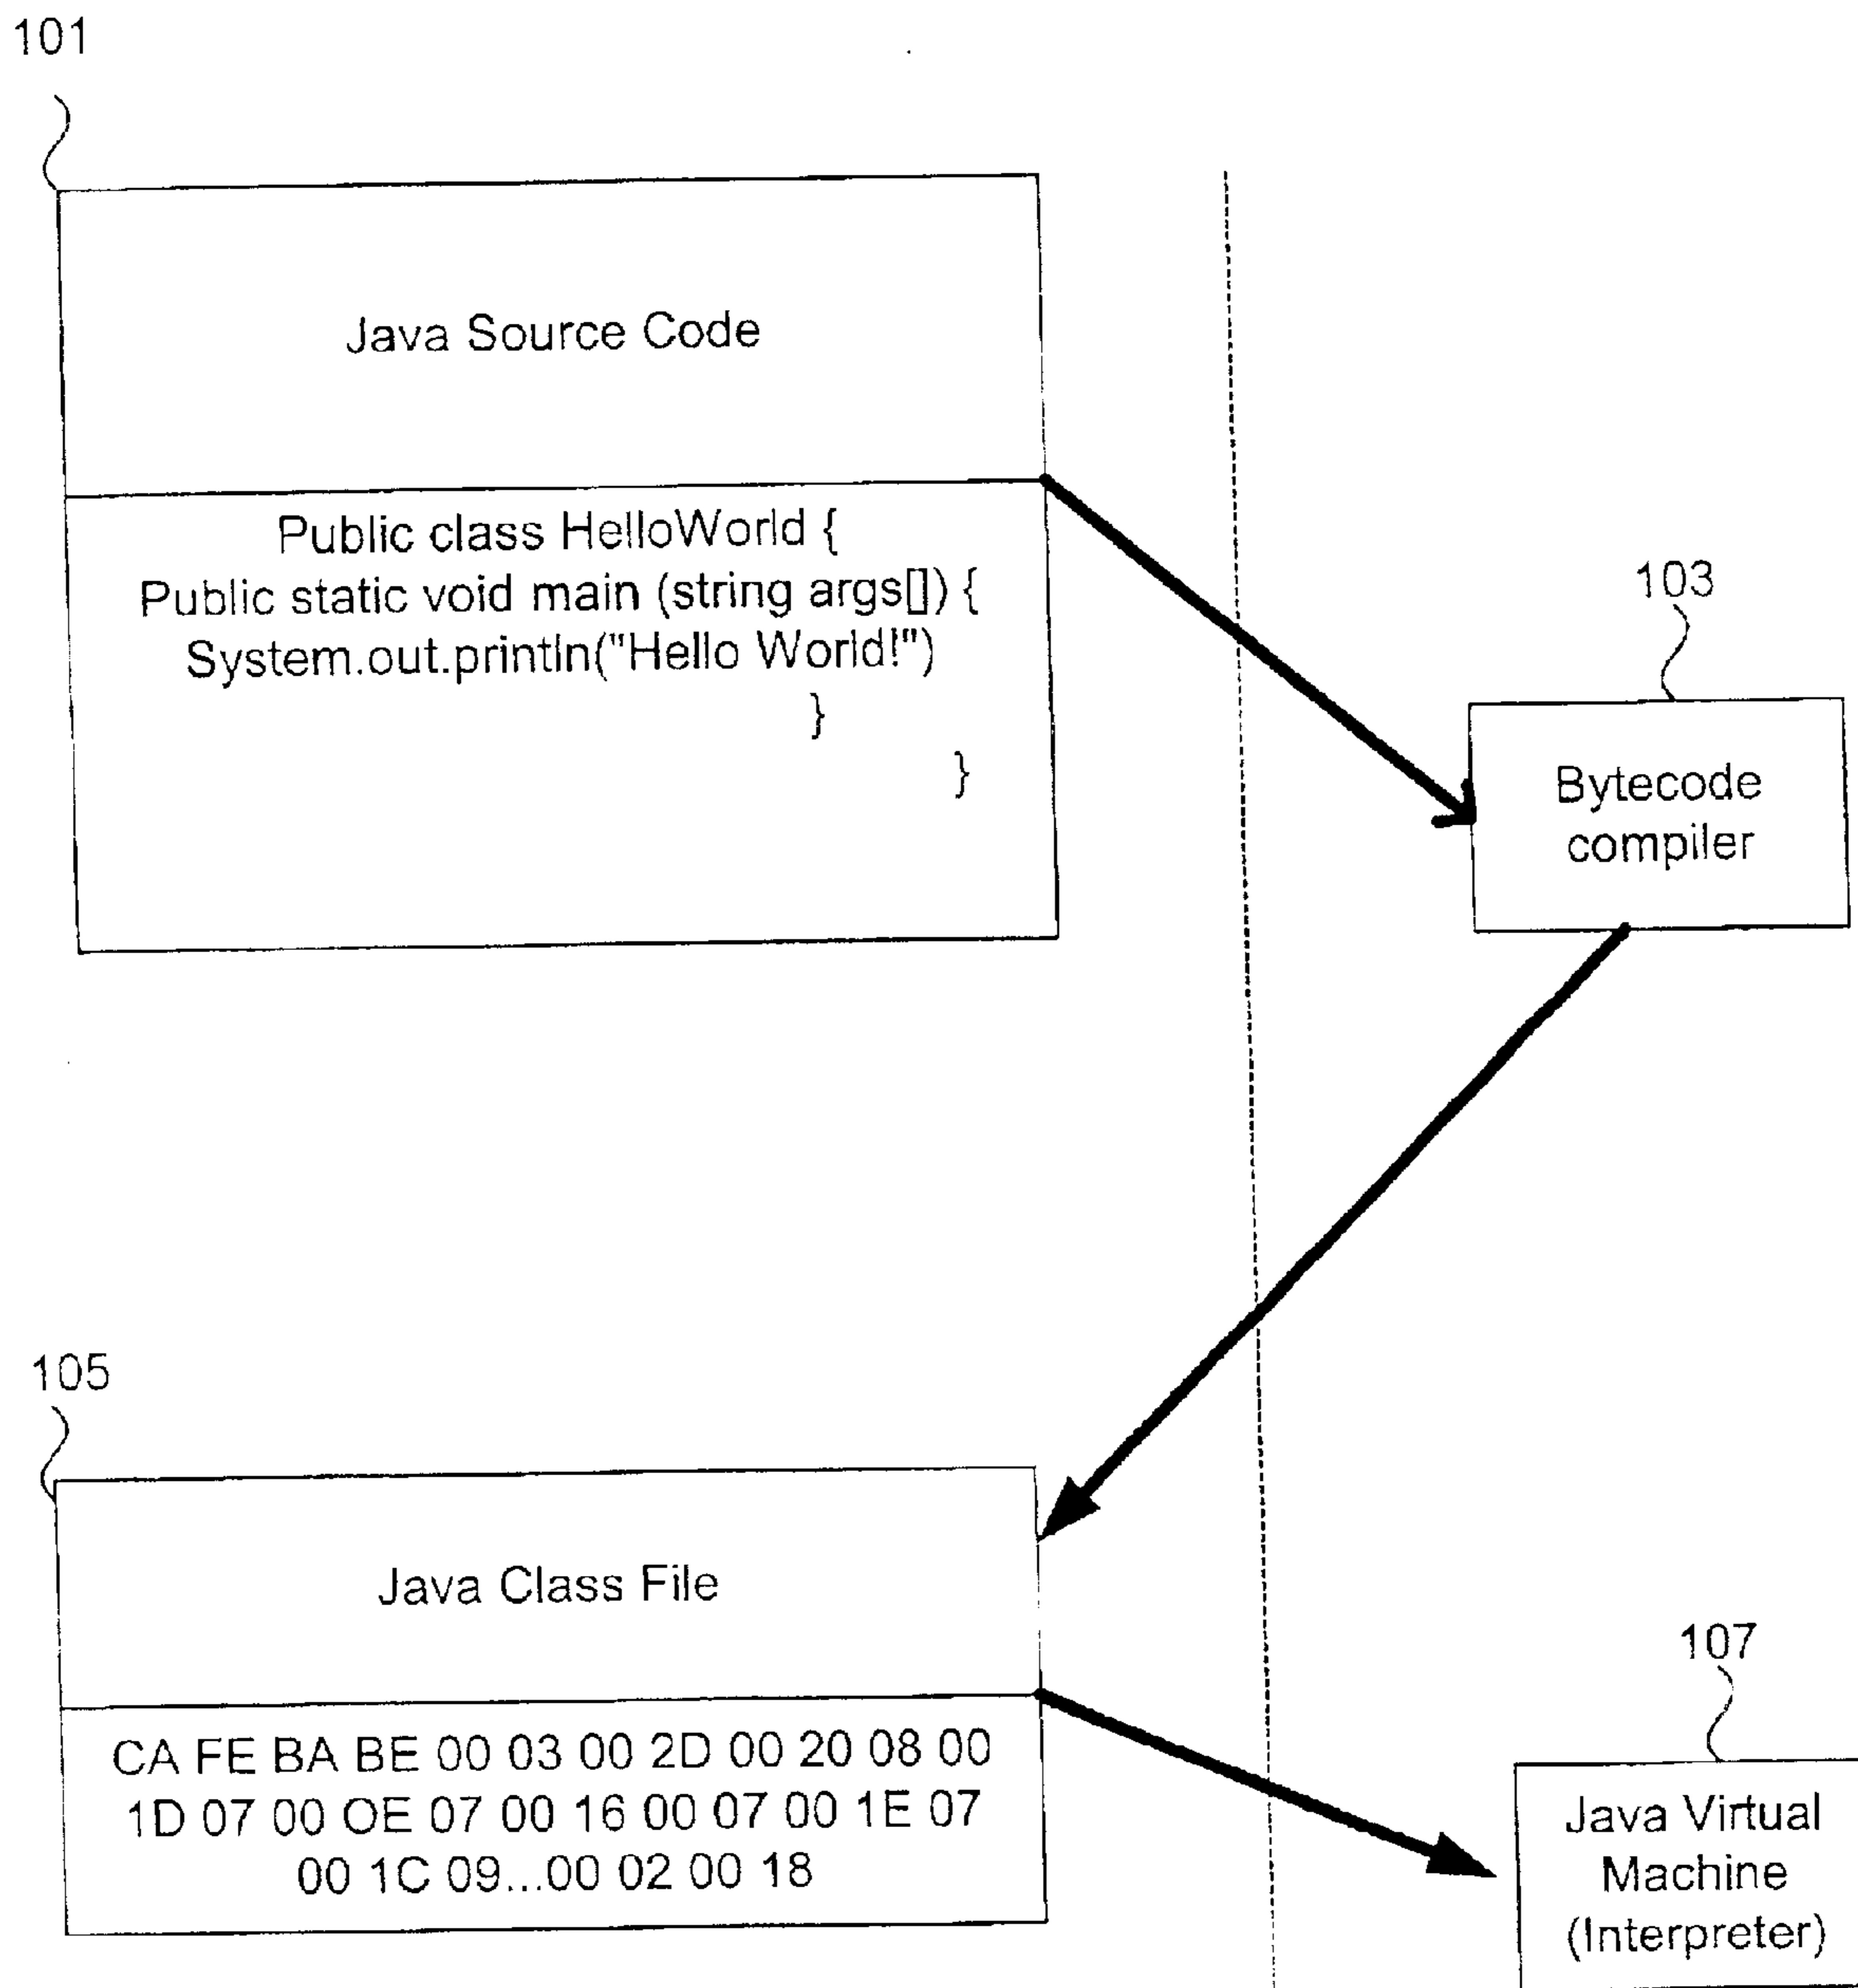 101
Java Source Code
Public class HelloWorld {
Public static void main (string args[]) {
System.out.println("Hello World!")
}
}
103
Bytecode
compiler
105
Java Class File
CA FE BA BE 00 03 00 2D 00 20 08 00
1D 07 00 OE 07 00 16 00 07 00 1E 07
00 1C 09...00 02 00 18
107
Java Virtual
Machine
(Interpreter)